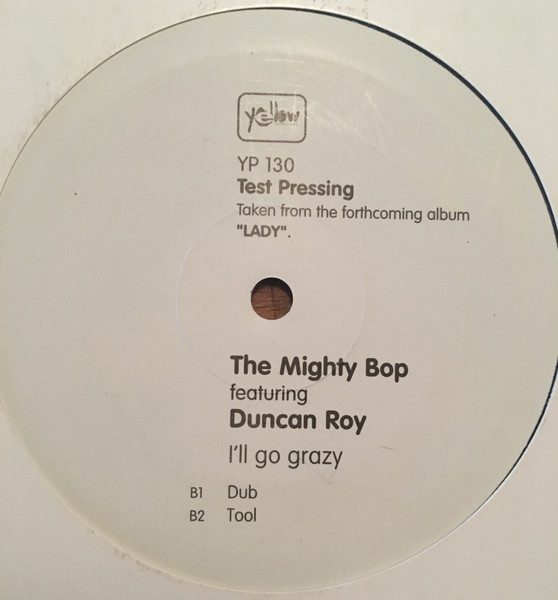 yellow
YP 130
Test Pressing
Taken from the forthcoming album
"LADY".
The Mighty Bop
featuring
Duncan Roy
I'll go grazy
B1 Dub
B2 Tool